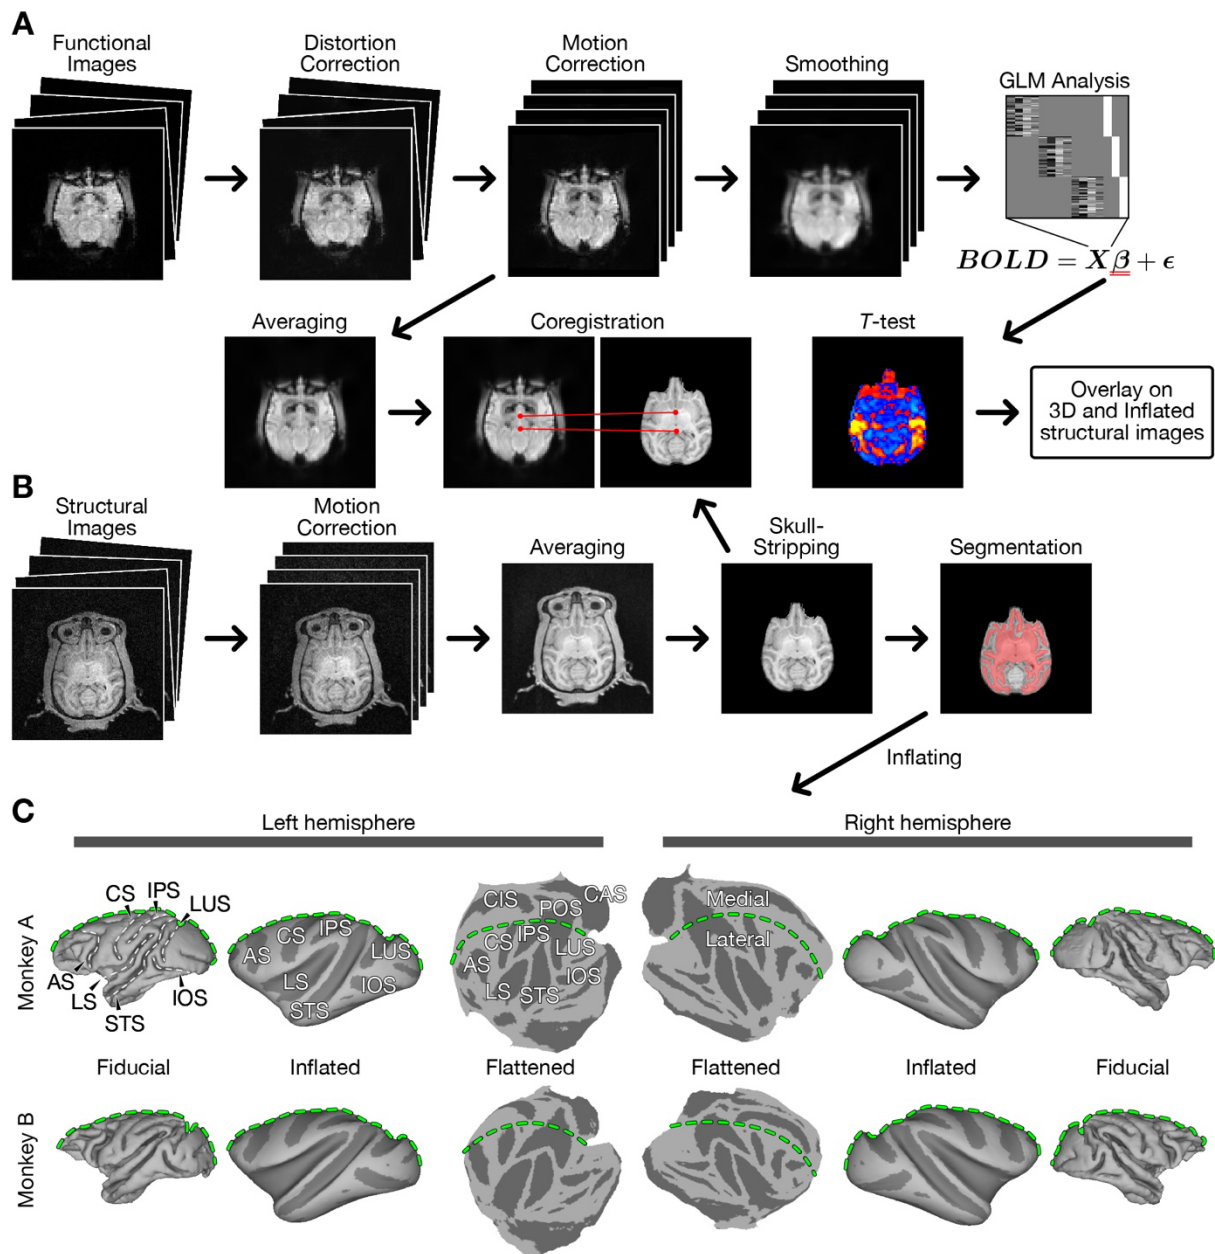 A
Functional
Images
Distortion
Correction
Motion
Correction
Smoothing
GLM Analysis
BOLD = Xβ + ϵ
Averaging
Coregistration
T-test
Overlay on
3D and Inflated
structural images
B
Structural
Images
Motion
Correction
Averaging
Skull-
Stripping
Segmentation
Inflating
C
Left hemisphere
Right hemisphere
Monkey A
CS
IPS
LUS
AS
LS
STS
IOS
CS
IPS
AS
LUS
LS
IOS
STS
CIS
CAS
POS
CS
IPS
LUS
AS
IOS
LS
STS
Medial
Lateral
Fiducial
Inflated
Flattened
Flattened
Inflated
Fiducial
Monkey B